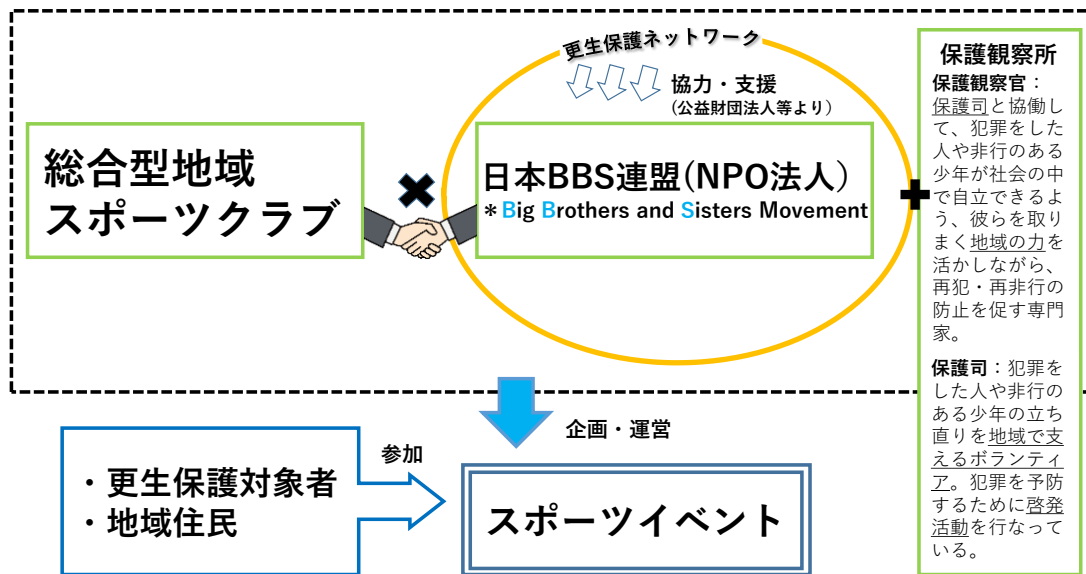 更生保護ネットワーク
協力・支援
(公益財団法人等より)
総合型地域
スポーツクラブ
日本BBS連盟(NPO法人)
*Big Brothers and Sisters Movement
保護観察所
保護観察官：
保護司と協働し
て、犯罪をした
人や非行のある
少年が社会の中
で自立できるよ
う、彼らを取り
まく地域の力を
活かしながら、
再犯・再非行の
防止を促す専門
家。
保護司：犯罪を
した人や非行の
ある少年の立ち
直りを地域で支
えるボランティ
ア。犯罪を予防
するために啓発
活動を行なって
いる。
企画・運営
・更生保護対象者
・地域住民
参加
スポーツイベント